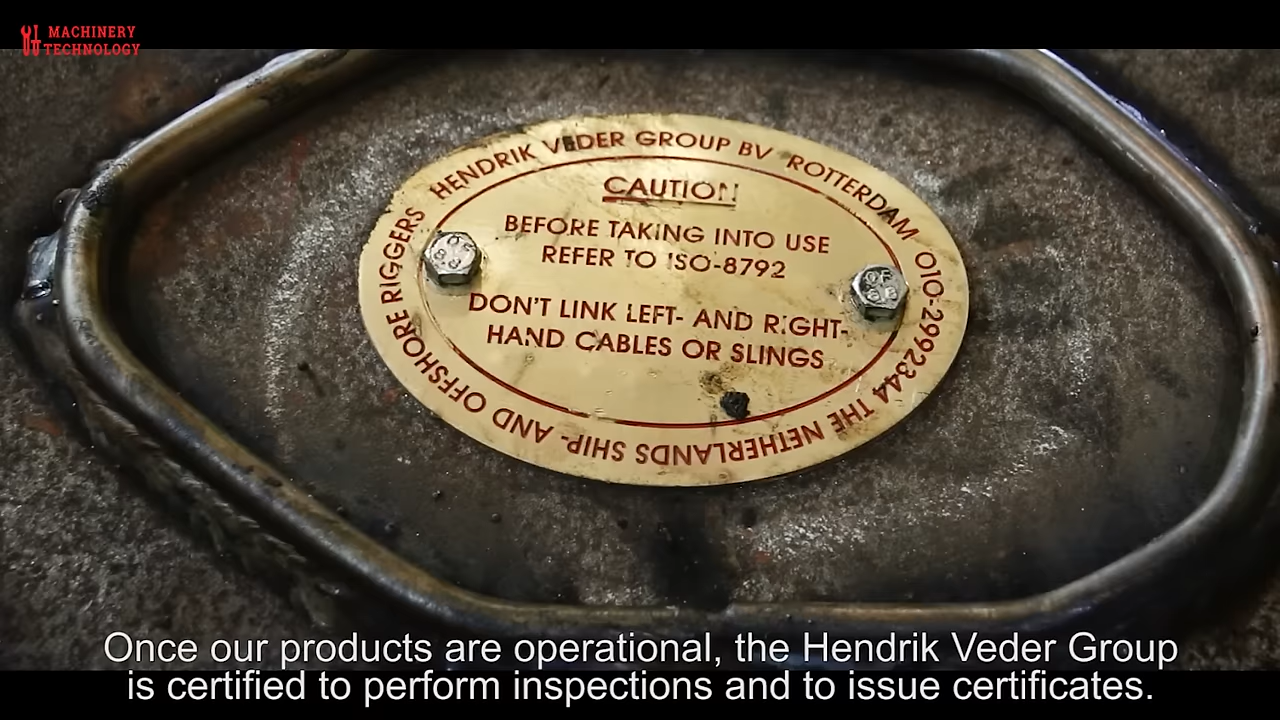 MACHINERY
TECHNOLOGY
HENDRIK VEDER GROUP BV ROTTERDAM 010-2992344 THE NETHERLANDS SHIP- AND OFFSHORE RIGGERS
CAUTION
BEFORE TAKING INTO USE
REFER TO ISO-8792
DON'T LINK LEFT- AND RIGHT-
HAND CABLES OR SLINGS
Once our products are operational, the Hendrik Veder Group
is certified to perform inspections and to issue certificates.